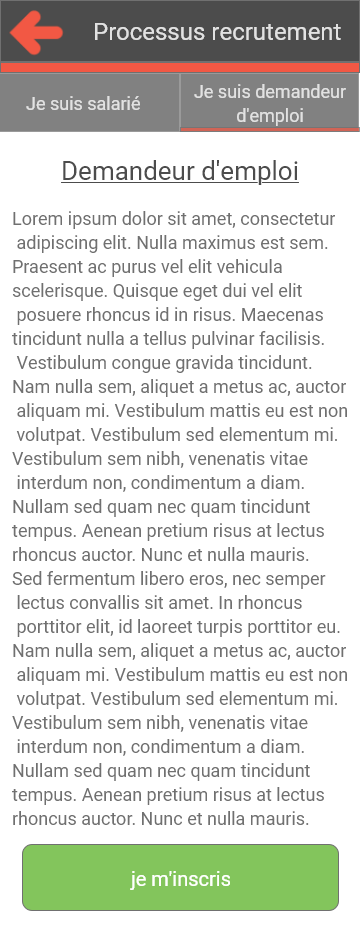 Processus recrutement
Je suis salarié
Je suis demandeur
d'emploi
Demandeur d'emploi
Lorem ipsum dolor sit amet, consectetur
adipiscing elit. Nulla maximus est sem.
Praesent ac purus vel elit vehicula
scelerisque. Quisque eget dui vel elit
posuere rhoncus id in risus. Maecenas
tincidunt nulla a tellus pulvinar facilisis.
Vestibulum congue gravida tincidunt.
Nam nulla sem, aliquet a metus ac, auctor
aliquam mi. Vestibulum mattis eu est non
volutpat. Vestibulum sed elementum mi.
Vestibulum sem nibh, venenatis vitae
interdum non, condimentum a diam.
Nullam sed quam nec quam tincidunt
tempus. Aenean pretium risus at lectus
rhoncus auctor. Nunc et nulla mauris.
Sed fermentum libero eros, nec semper
lectus convallis sit amet. In rhoncus
porttitor elit, id laoreet turpis porttitor eu.
Nam nulla sem, aliquet a metus ac, auctor
aliquam mi. Vestibulum mattis eu est non
volutpat. Vestibulum sed elementum mi.
Vestibulum sem nibh, venenatis vitae
interdum non, condimentum a diam.
Nullam sed quam nec quam tincidunt
tempus. Aenean pretium risus at lectus
rhoncus auctor. Nunc et nulla mauris.
je m'inscris